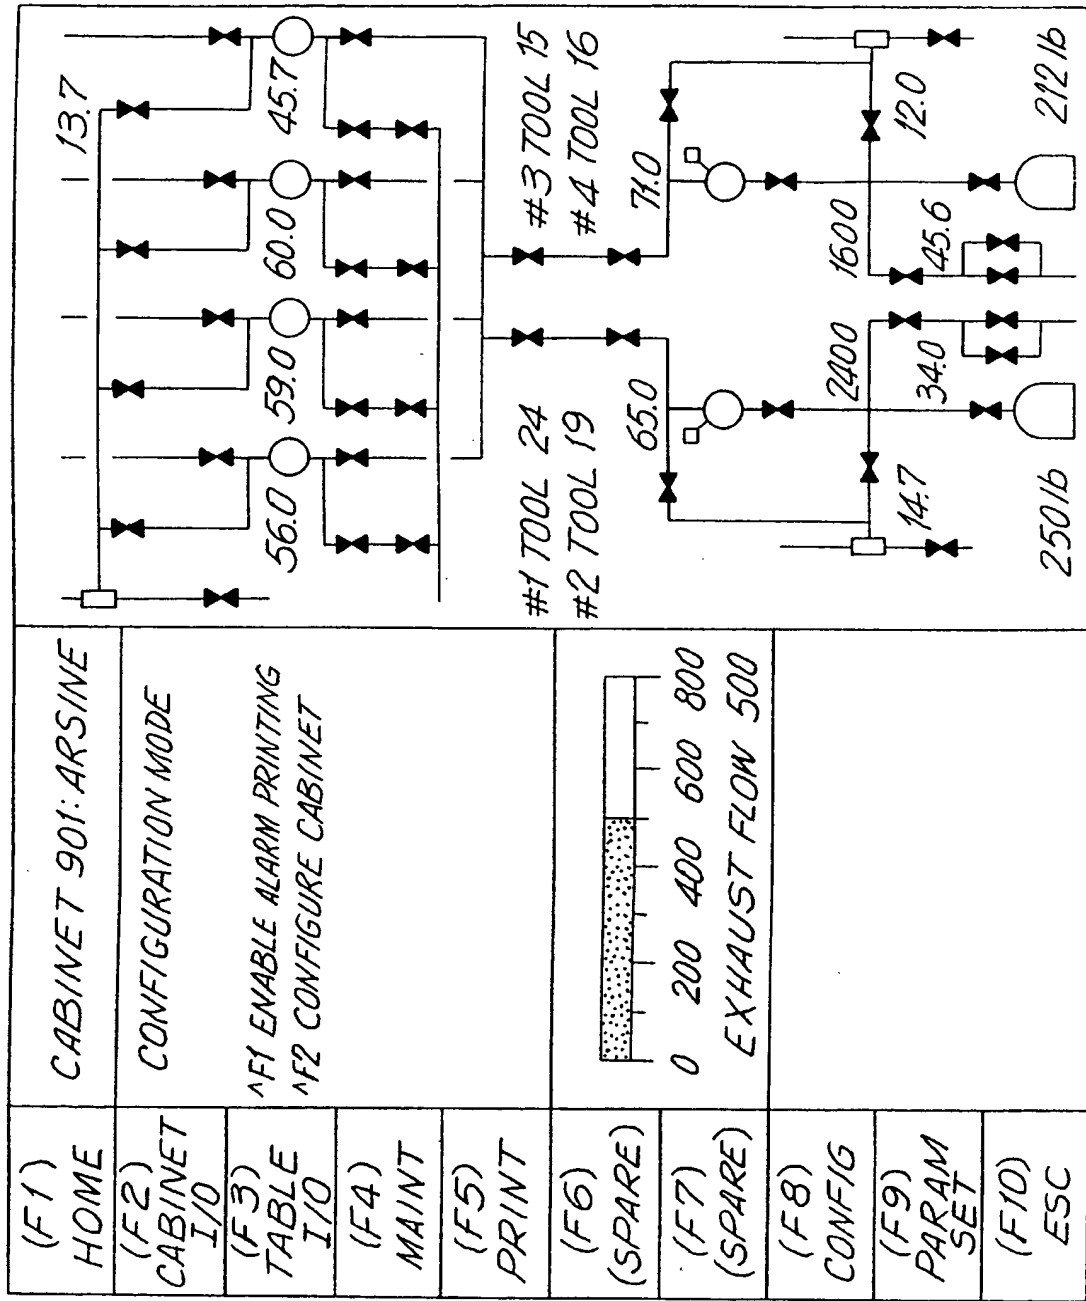 (F1)
HOME
(F2)
CABINET
I/O
(F3)
TABLE
I/O
(F4)
MAINT
(F5)
PRINT
(F6)
(SPARE)
(F7)
(SPARE)
(F8)
CONFIG
(F9)
PARAM
SET
(F10)
ESC
CABINET 901: ARSINE
CONFIGURATION MODE
^F1 ENABLE ALARM PRINTING
^F2 CONFIGURE CABINET
0 200 400 600 800
EXHAUST FLOW 500
13.7
56.0 59.0 60.0 45.7
#1 TOOL 24
#2 TOOL 19
#3 TOOL 15
#4 TOOL 16
65.0 71.0
2400 1600
14.7 34.0 45.6 12.0
250 lb 212 lb